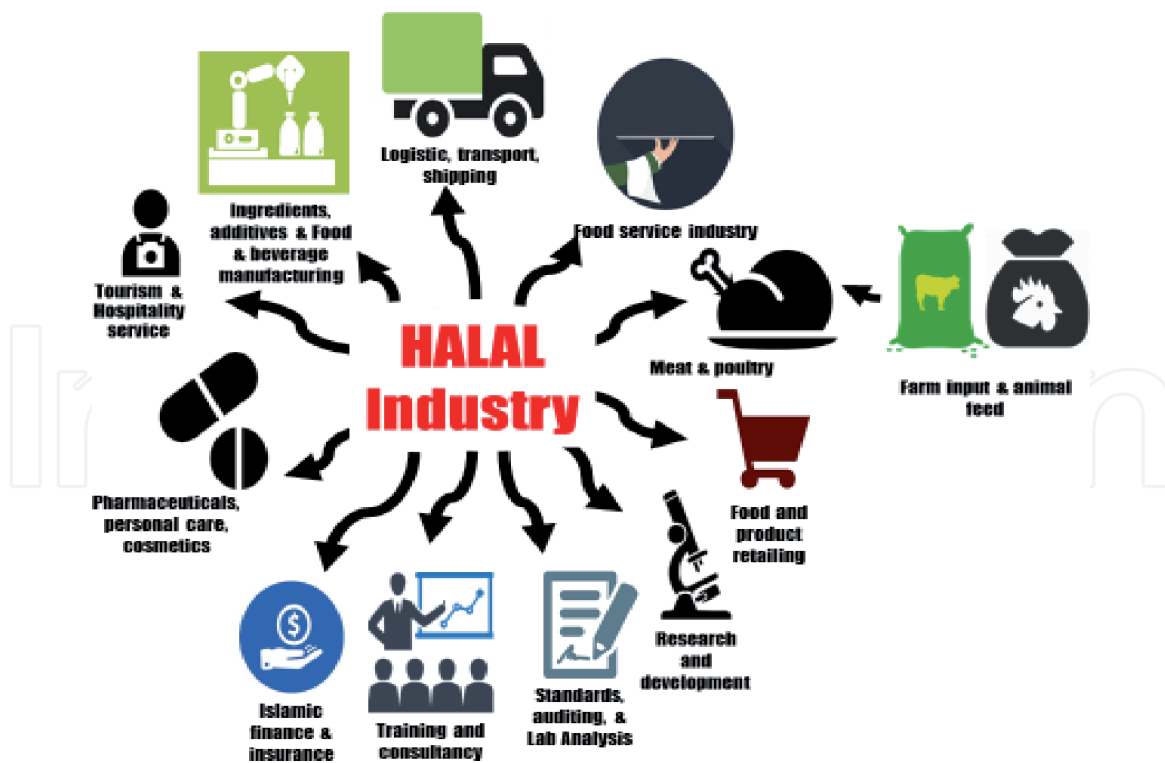 Logistic, transport,
shipping
Ingredients,
additives & Food
& beverage
manufacturing
Food service industry
Tourism &
Hospitality
service
HALAL
Industry
Meat & poultry
Farm input & animal
feed
Pharmaceuticals,
personal care,
cosmetics
Food and
product
retailing
Research
and
development
Islamic
finance &
insurance
Training and
consultancy
Standards,
auditing, &
Lab Analysis
$